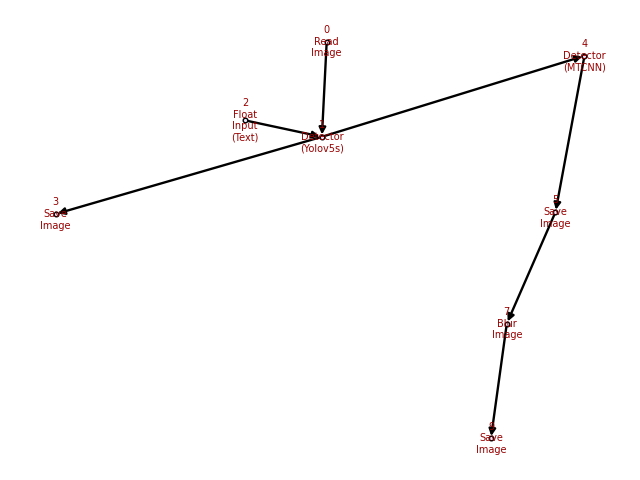 0
Read
Image
4
Detector
(MTCNN)
2
Float
Input
(Text)
1
Detector
(Yolov5s)
3
Save
Image
5
Save
Image
7
Blur
Image
Save
Image